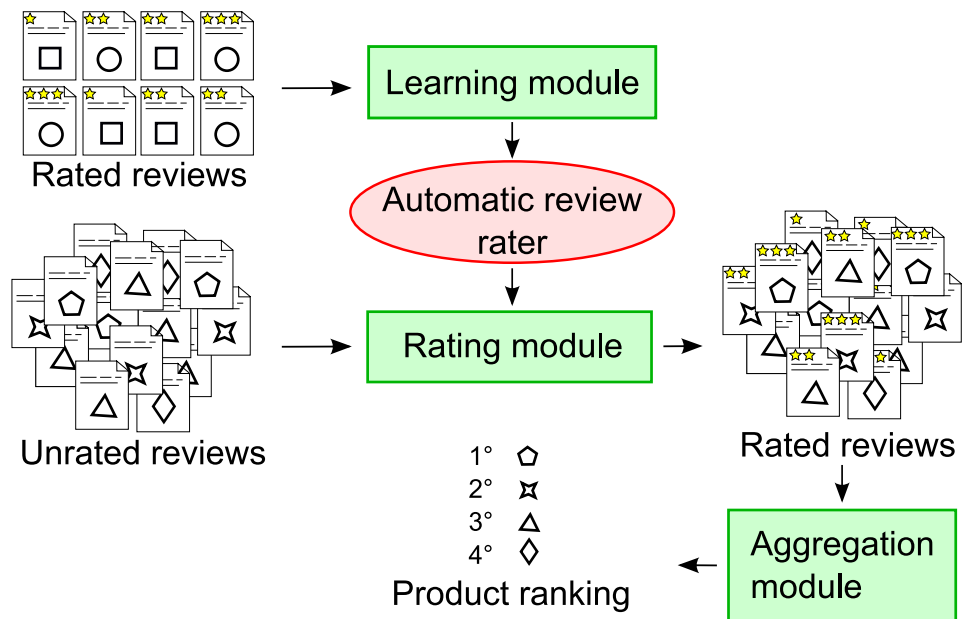 Learning module
Rated reviews
Automatic review
rater
Rating module
Unrated reviews
Rated reviews
1°
2°
3°
4°
Product ranking
Aggregation
module